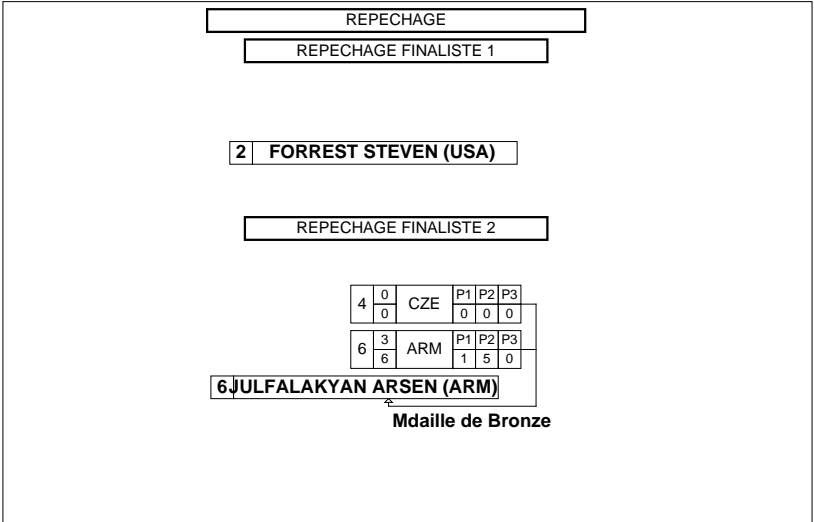 REPECHAGE
REPECHAGE FINALISTE 1
2 FORREST STEVEN (USA)
REPECHAGE FINALISTE 2
4 0 0 CZE P1 P2 P3
0 0 0
6 3 6 ARM P1 P2 P3
1 5 0
6 JULFALAKYAN ARSEN (ARM)
Mdaille de Bronze